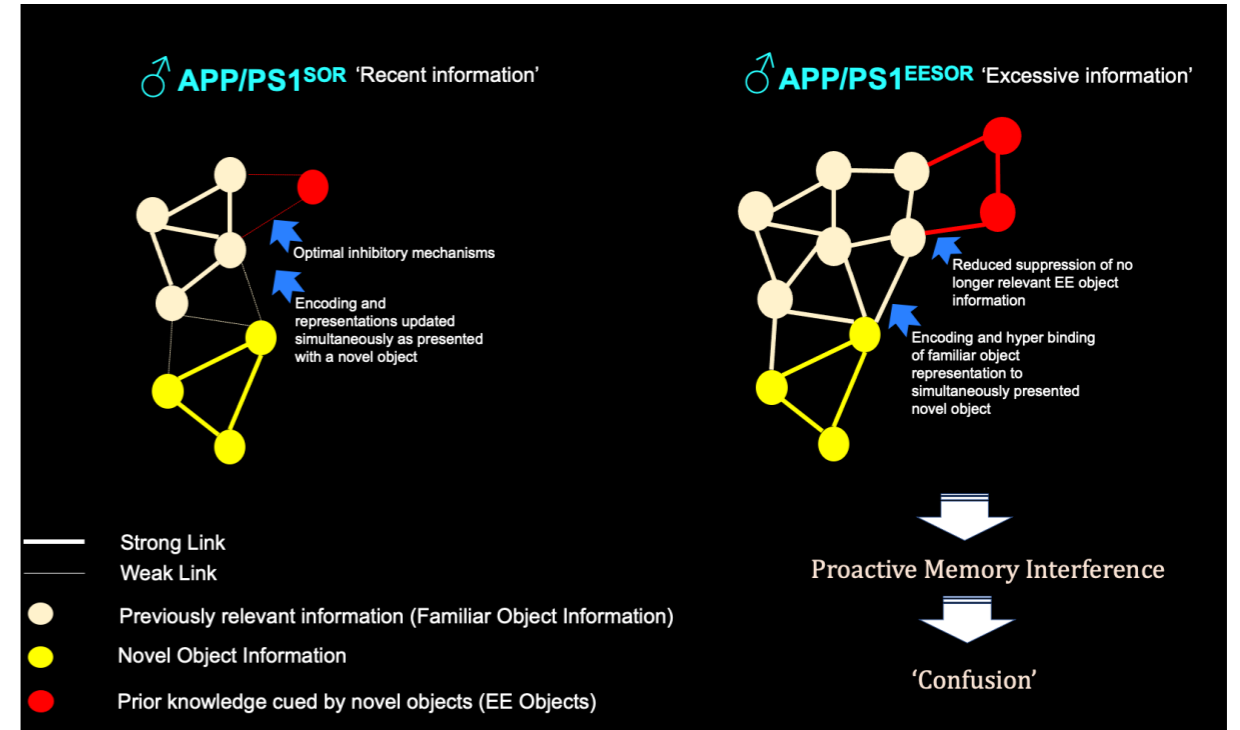 ♂ APP/PS1SOR ‘Recent information’
♂ APP/PS1EESOR ‘Excessive information’
Optimal inhibitory mechanisms
Encoding and
representations updated
simultaneously as presented
with a novel object
Reduced suppression of no
longer relevant EE object
information
Encoding and hyper binding
of familiar object
representation to
simultaneously presented
novel object
Strong Link
Weak Link
Previously relevant information (Familiar Object Information)
Novel Object Information
Prior knowledge cued by novel objects (EE Objects)
Proactive Memory Interference
‘Confusion’